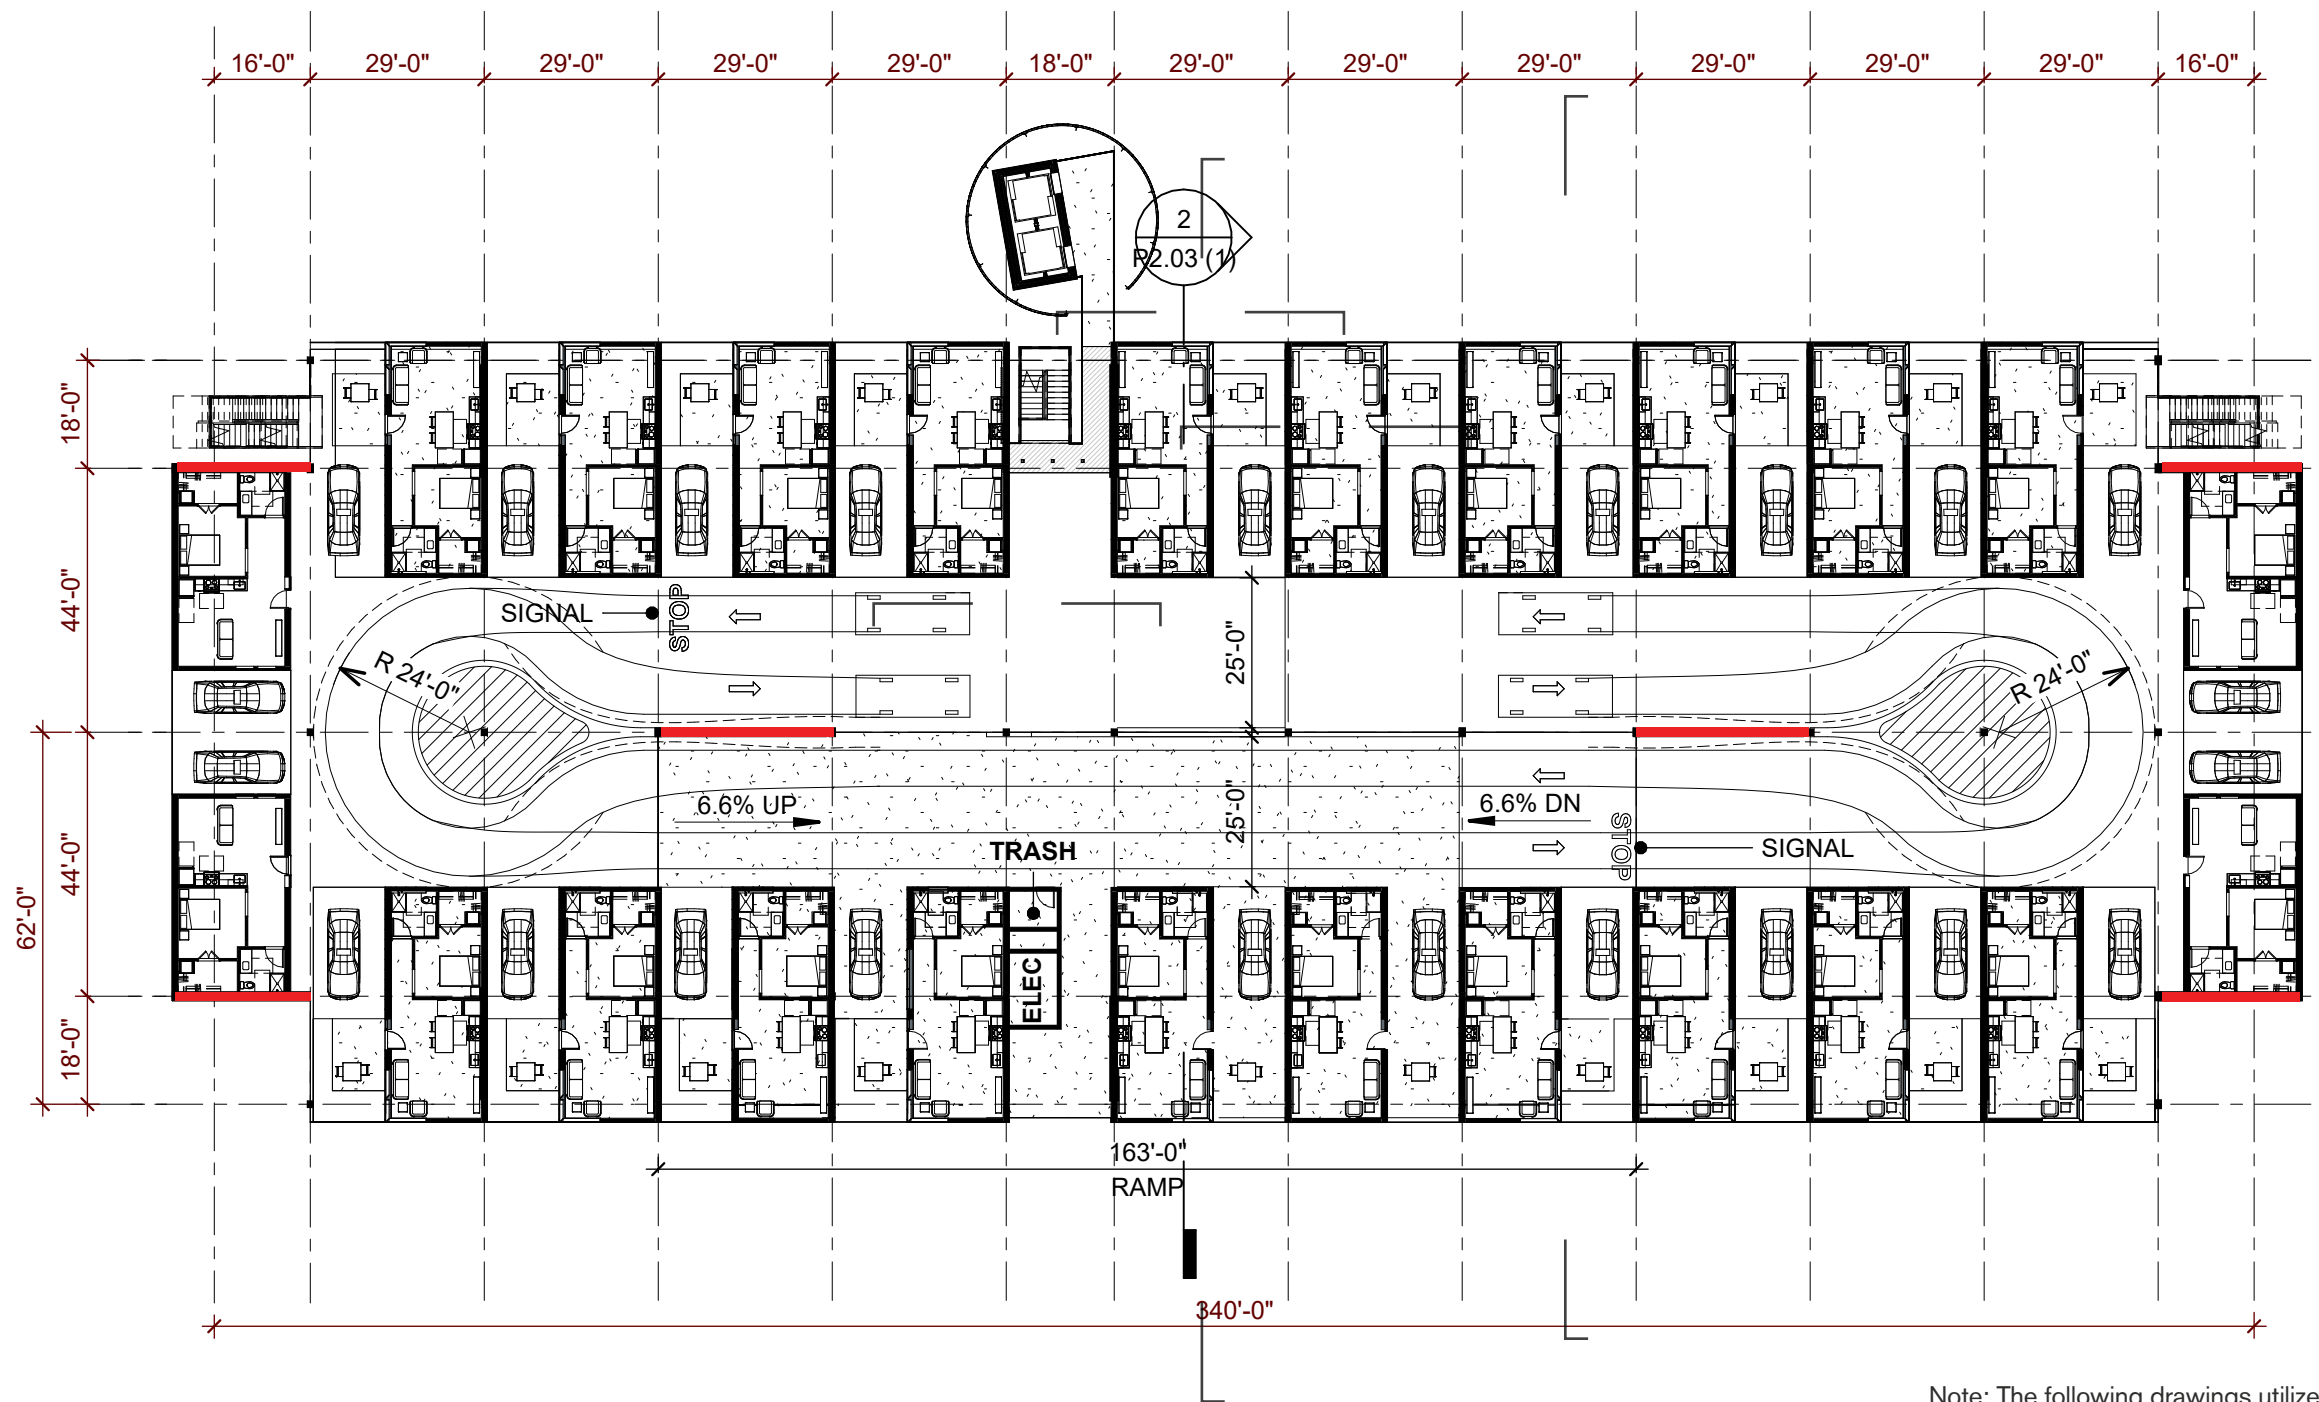 16'-0" 29'-0" 29'-0" 29'-0" 29'-0" 18'-0" 29'-0" 29'-0" 29'-0" 29'-0" 29'-0" 29'-0" 16'-0"
2
P2.03 (1)
18'-0"
44'-0"
44'-0"
18'-0"
62'-0"
SIGNAL
STOP
R 24'-0"
25'-0"
R 24'-0"
6.6% UP
25'-0"
6.6% DN
STOP
SIGNAL
TRASH
ELEC
163'-0"
RAMP
340'-0"
Note: The following drawings utilize